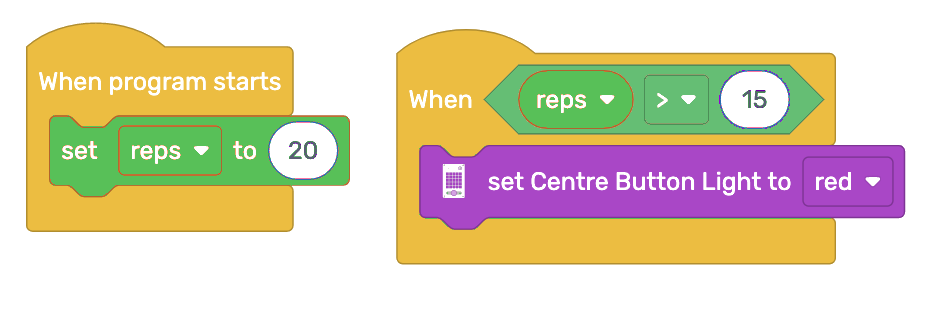 When program starts
set reps to 20
When reps > 15
set Centre Button Light to red